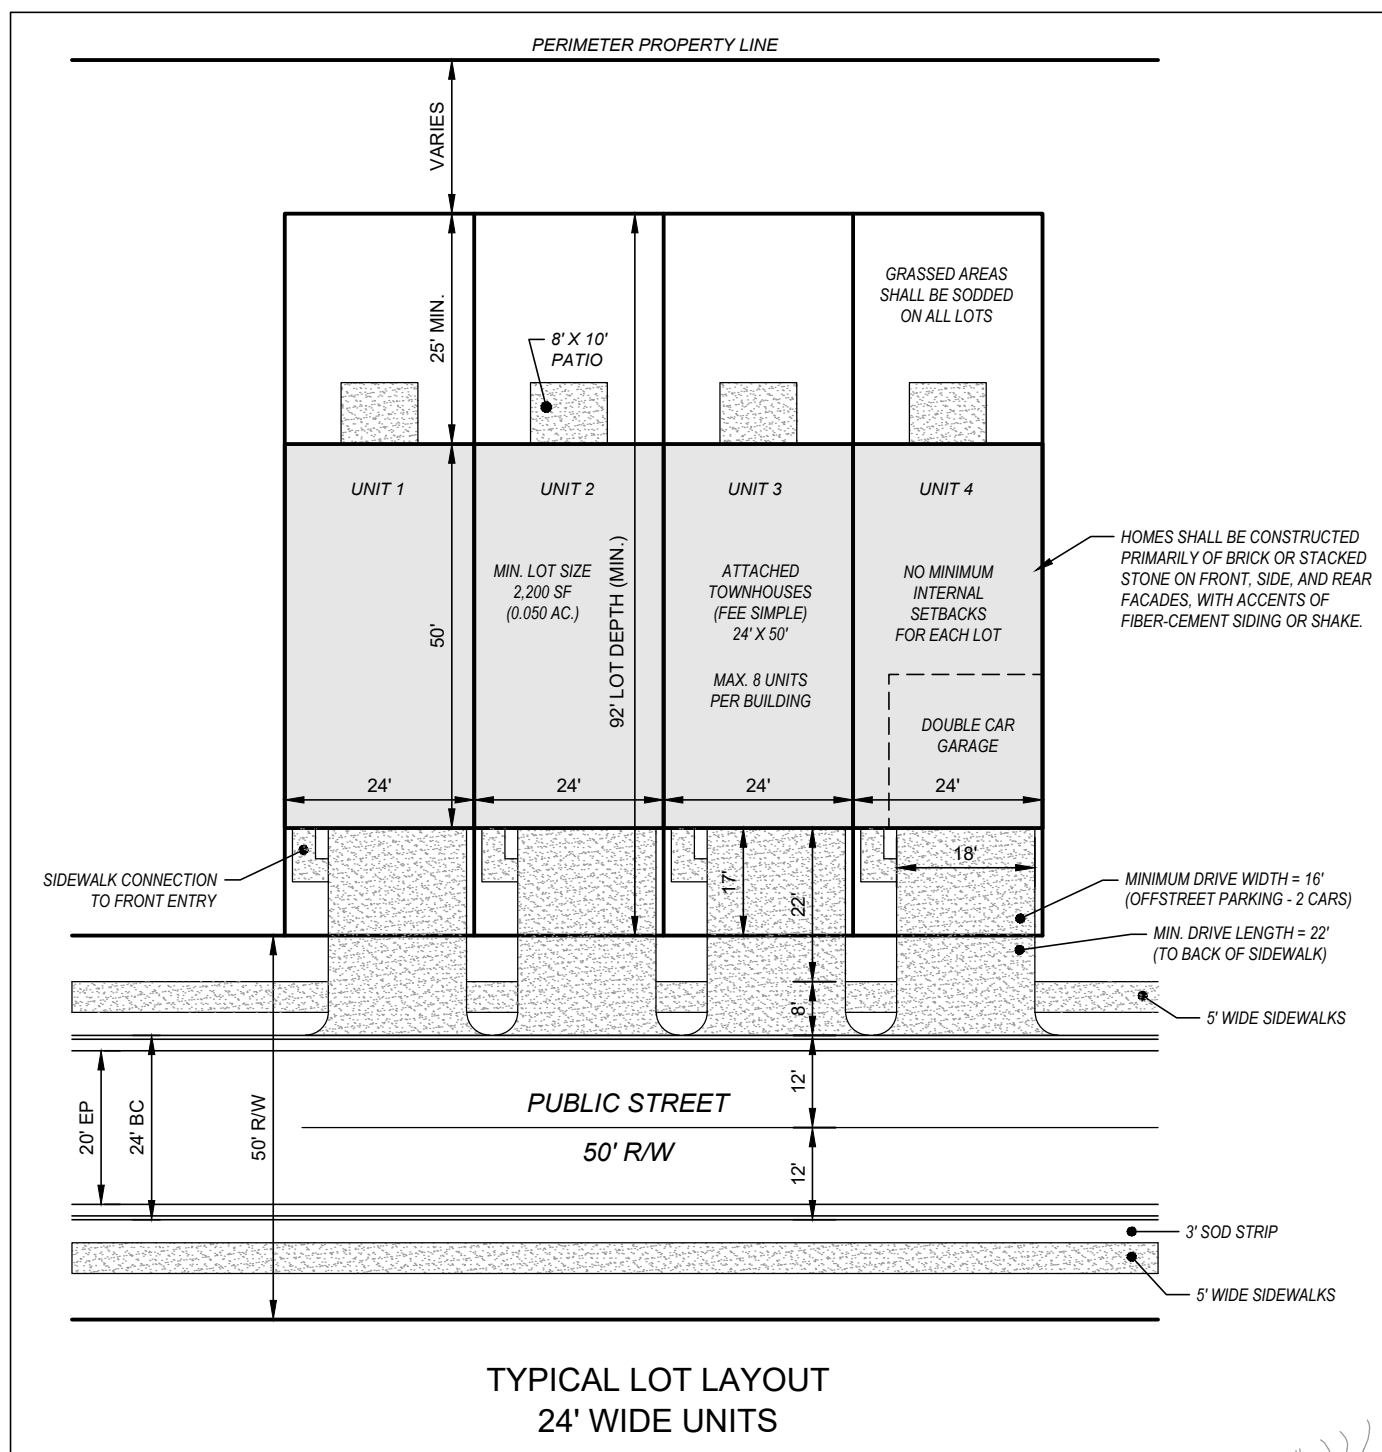 PERIMETER PROPERTY LINE
VARIES
25' MIN.
GRASSED AREAS
SHALL BE SODDED
ON ALL LOTS
8' X 10'
PATIO
UNIT 1
UNIT 2
UNIT 3
UNIT 4
50'
MIN. LOT SIZE
2,200 SF
(0.050 AC.)
92' LOT DEPTH (MIN.)
ATTACHED
TOWNHOUSES
(FEE SIMPLE)
24' X 50'
MAX. 8 UNITS
PER BUILDING
NO MINIMUM
INTERNAL
SETBACKS
FOR EACH LOT
HOMES SHALL BE CONSTRUCTED
PRIMARILY OF BRICK OR STACKED
STONE ON FRONT, SIDE, AND REAR
FACADES, WITH ACCENTS OF
FIBER-CEMENT SIDING OR SHAKE.
DOUBLE CAR
GARAGE
24'
24'
24'
24'
SIDEWALK CONNECTION
TO FRONT ENTRY
17'
22'
18'
MINIMUM DRIVE WIDTH = 16'
(OFFSTREET PARKING - 2 CARS)
MIN. DRIVE LENGTH = 22'
(TO BACK OF SIDEWALK)
8'
5' WIDE SIDEWALKS
20' EP
24' BC
50' R/W
PUBLIC STREET
50' R/W
12'
12'
3' SOD STRIP
5' WIDE SIDEWALKS
TYPICAL LOT LAYOUT
24' WIDE UNITS